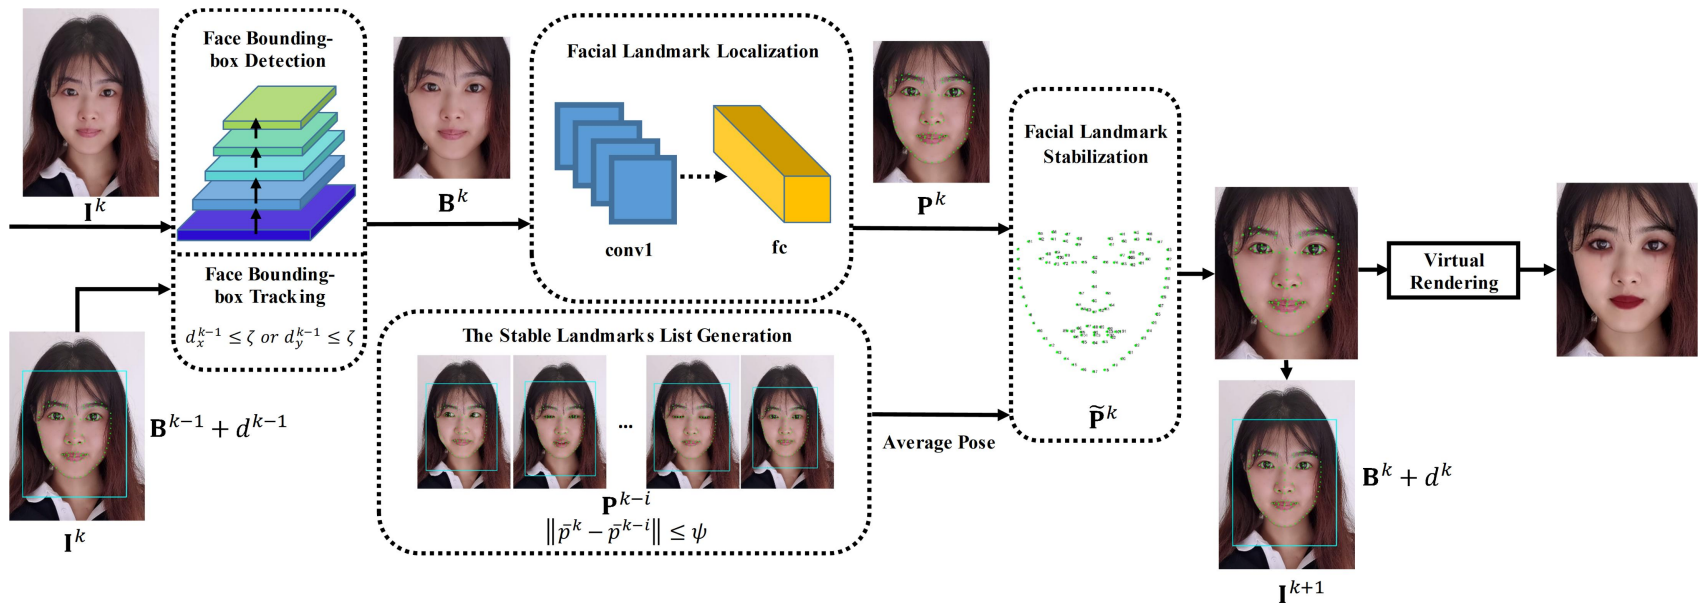 Face Bounding-
box Detection
I^k
Face Bounding-
box Tracking
d_x^{k-1} ≤ ζ or d_y^{k-1} ≤ ζ
B^{k-1} + d^{k-1}
I^k
B^k
Facial Landmark Localization
conv1
fc
The Stable Landmarks List Generation
...
P^{k-i}
‖p̄^k − p̄^{k-i}‖ ≤ ψ
P^k
Average Pose
Facial Landmark
Stabilization
P̃^k
Virtual
Rendering
B^k + d^k
I^{k+1}